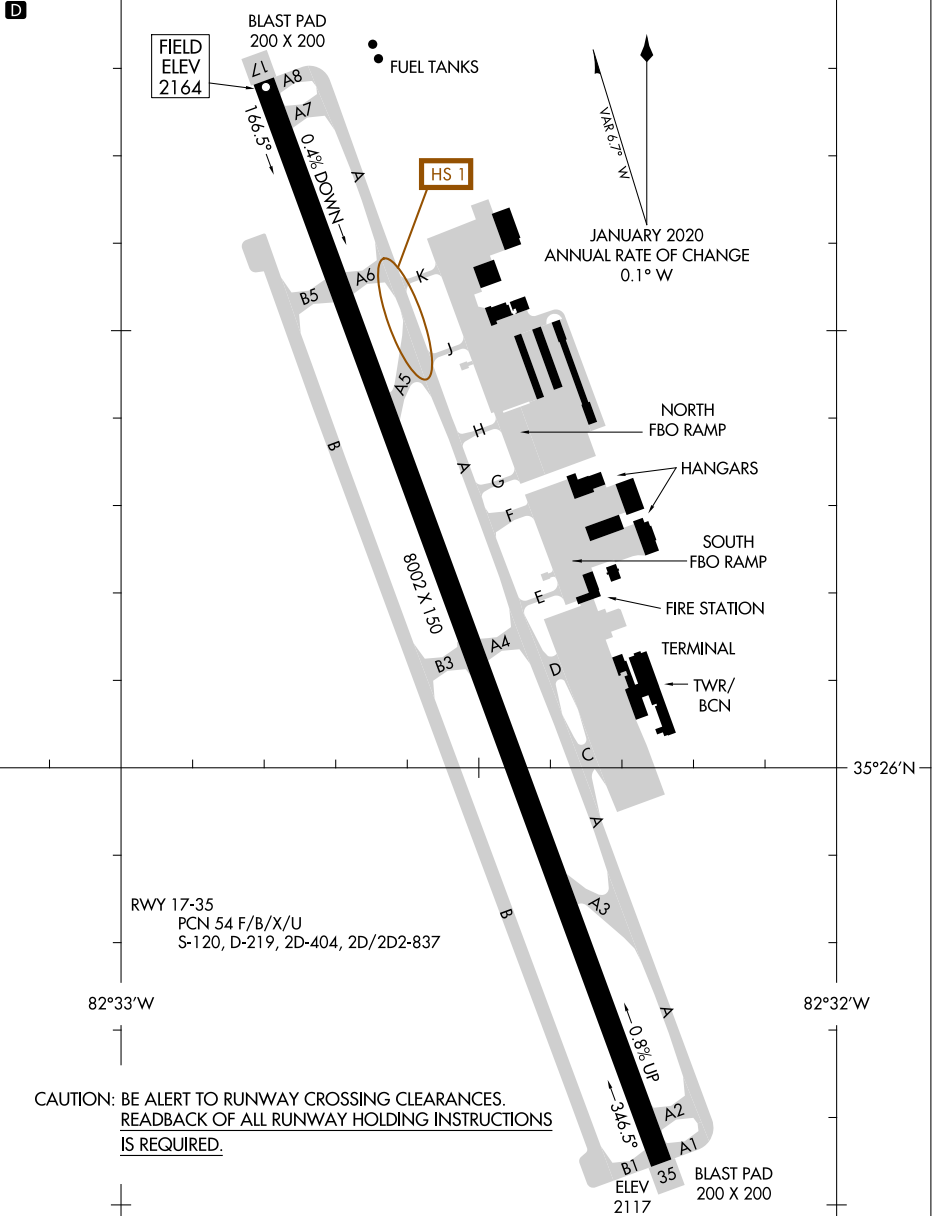 D
BLAST PAD
200 X 200
FIELD
ELEV
2164
FUEL TANKS
17
A8
A7
166.5°
0.4% DOWN
A
VAR 6.7° W
HS 1
JANUARY 2020
ANNUAL RATE OF CHANGE
0.1° W
A6
K
B5
J
A5
NORTH
FBO RAMP
H
B
A
HANGARS
G
F
SOUTH
FBO RAMP
8002 X 150
E
FIRE STATION
A4
B3
D
TERMINAL
TWR/
BCN
C
35°26'N
A
RWY 17-35
PCN 54 F/B/X/U
S-120, D-219, 2D-404, 2D/2D2-837
A3
B
82°33'W
82°32'W
A
0.8% UP
CAUTION: BE ALERT TO RUNWAY CROSSING CLEARANCES.
READBACK OF ALL RUNWAY HOLDING INSTRUCTIONS
IS REQUIRED.
346.5°
A2
A1
B1
35
ELEV
2117
BLAST PAD
200 X 200